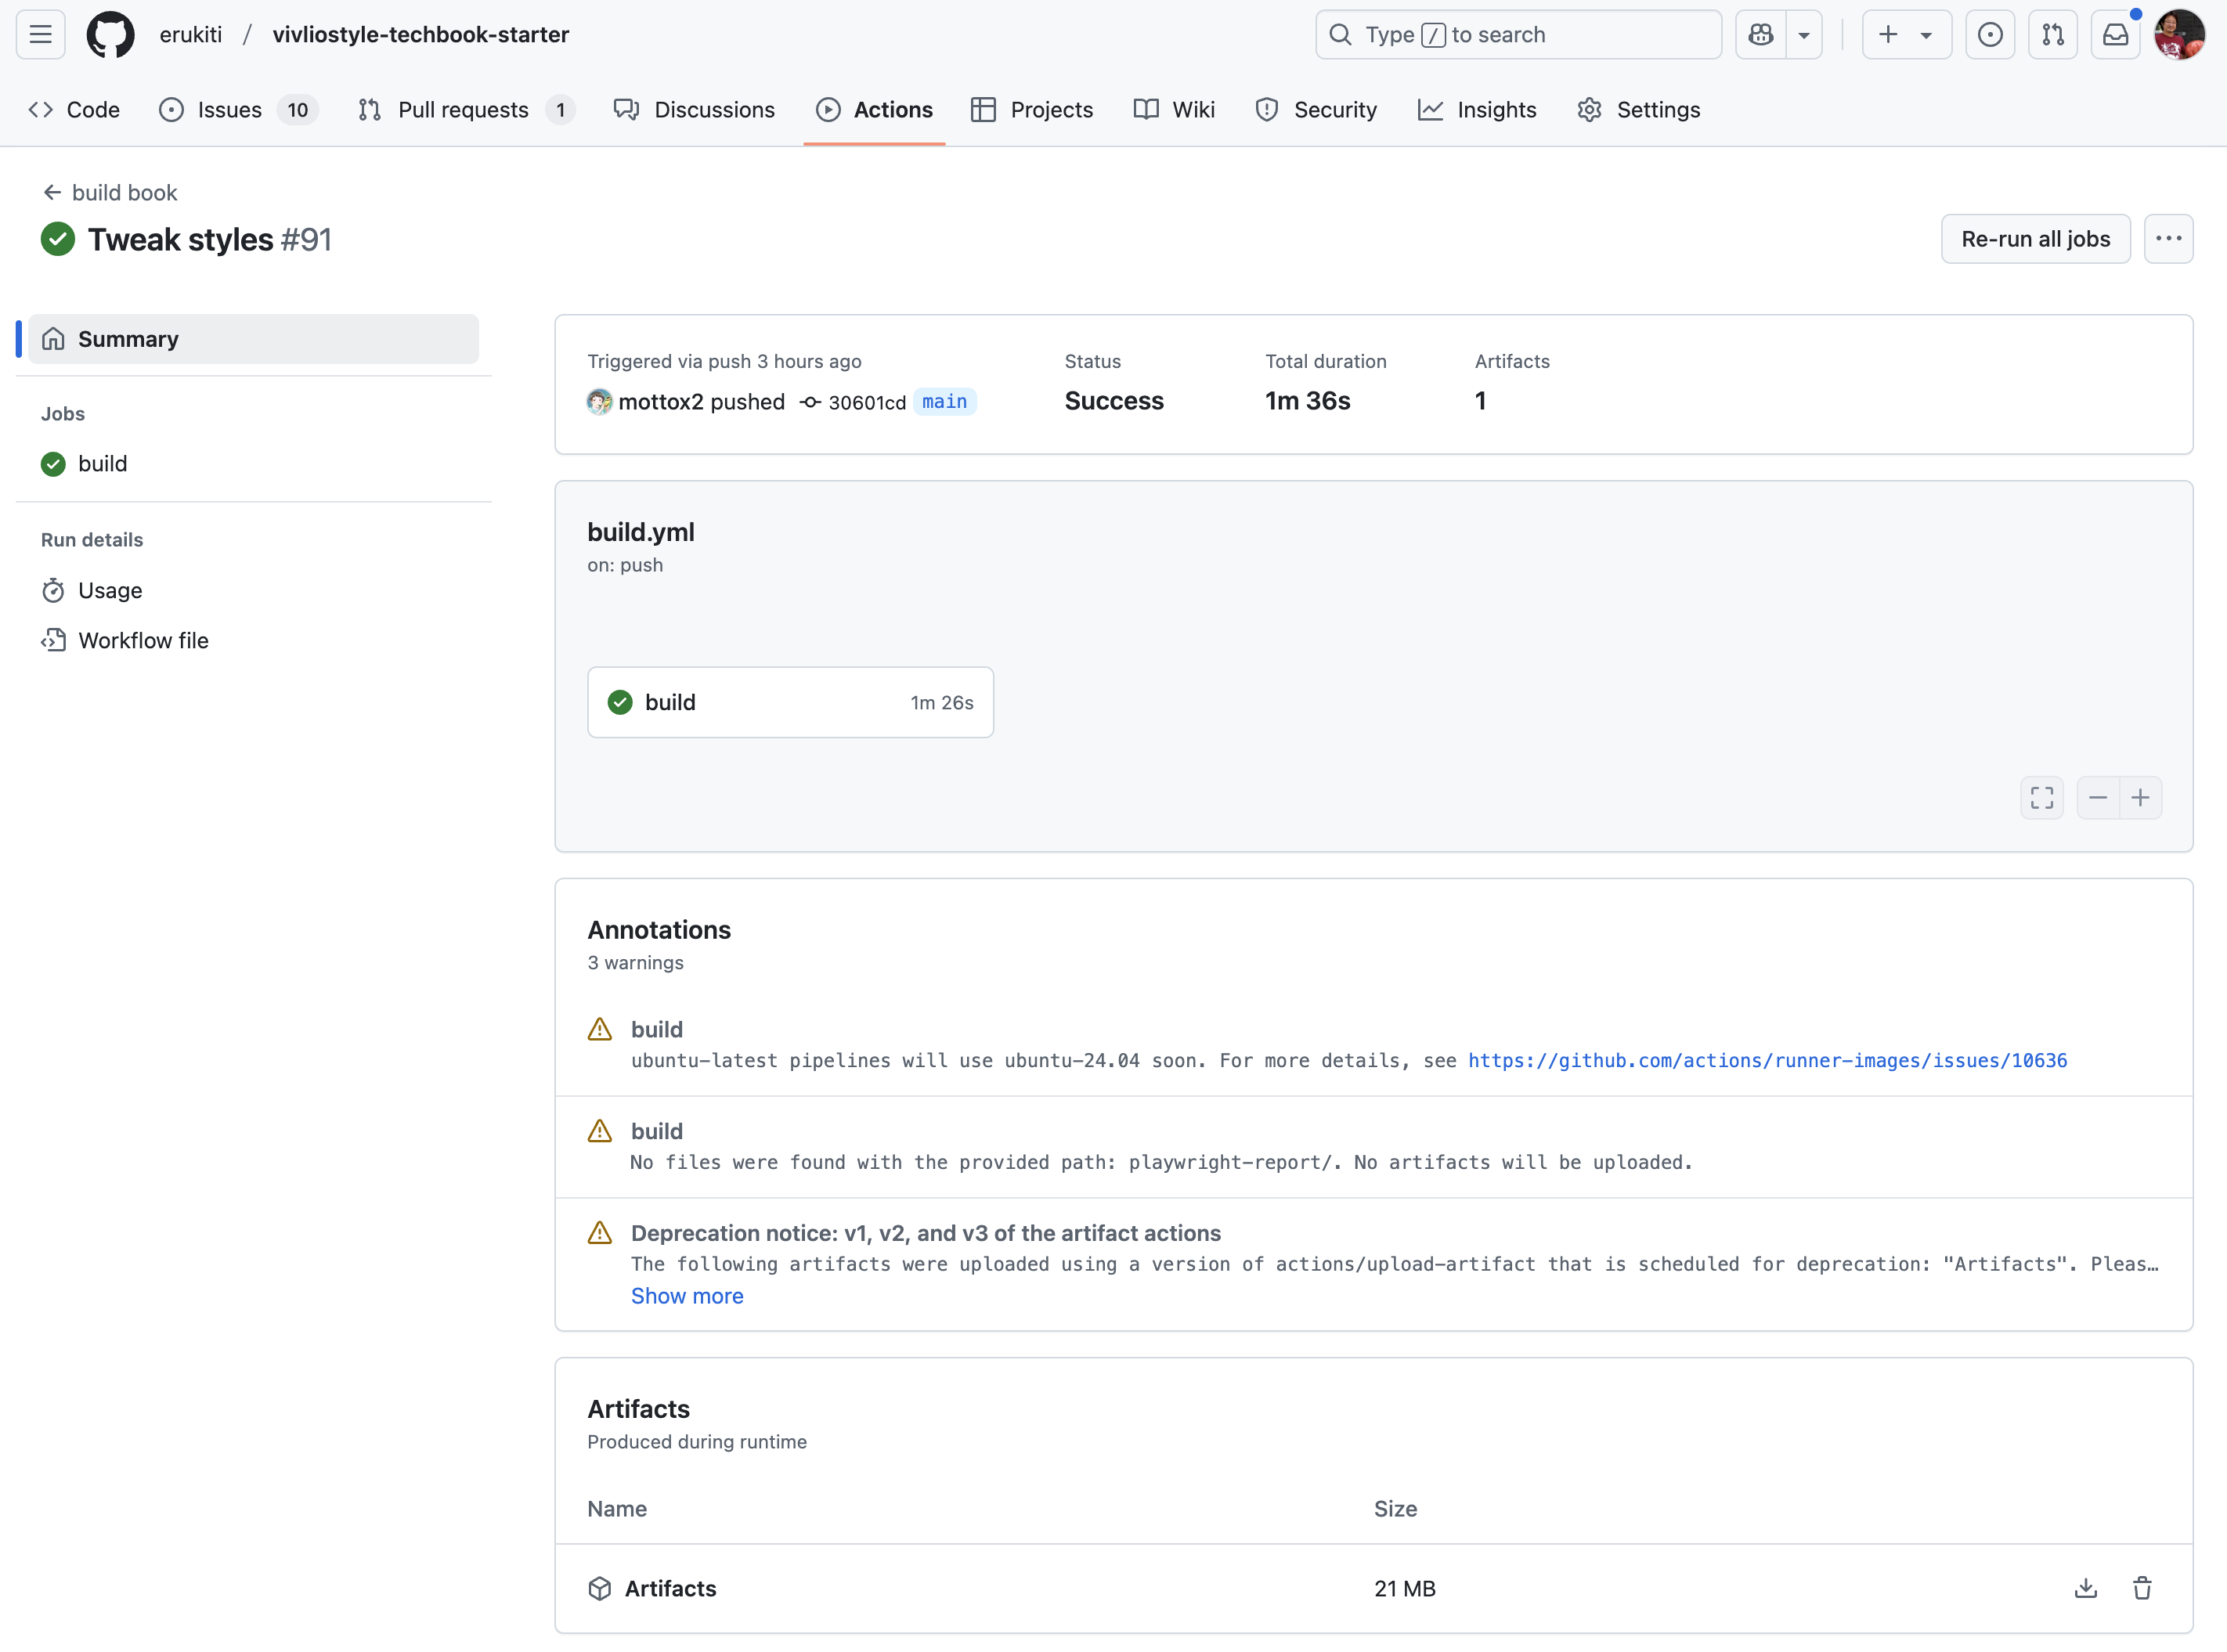 erukiti / vivliostyle-techbook-starter
Type / to search
Code
Issues 10
Pull requests 1
Discussions
Actions
Projects
Wiki
Security
Insights
Settings
build book
Tweak styles #91
Re-run all jobs
Summary
Jobs
build
Run details
Usage
Workflow file
Triggered via push 3 hours ago
mottox2 pushed 30601cd main
Status
Success
Total duration
1m 36s
Artifacts
1
build.yml
on: push
build 1m 26s
Annotations
3 warnings
build
ubuntu-latest pipelines will use ubuntu-24.04 soon. For more details, see https://github.com/actions/runner-images/issues/10636
build
No files were found with the provided path: playwright-report/. No artifacts will be uploaded.
Deprecation notice: v1, v2, and v3 of the artifact actions
The following artifacts were uploaded using a version of actions/upload-artifact that is scheduled for deprecation: "Artifacts". Pleas…
Show more
Artifacts
Produced during runtime
Name Size
Artifacts 21 MB